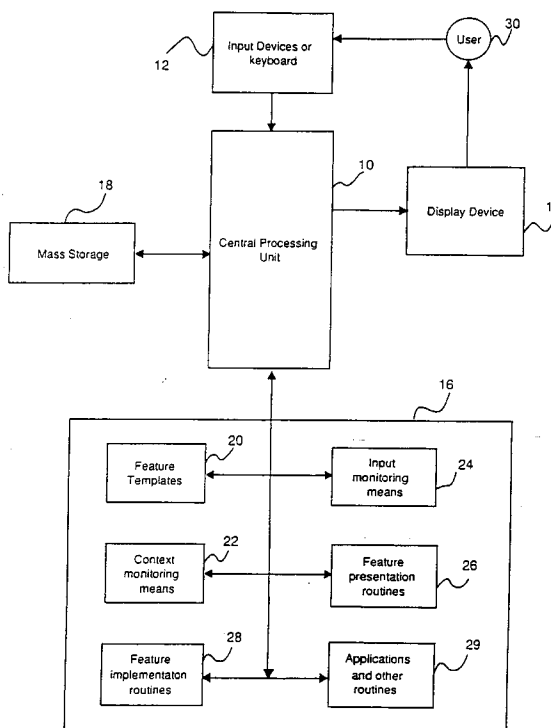 30
User
Input Devices or
keyboard
12
10
18
Display Device
Central Processing
Unit
Mass Storage
16
20
Feature
Templates
Input
monitoring
means
24
22
Context
monitoring
means
Feature
presentation
routines
26
28
Feature
implementaton
routines
29
Applications
and other
routines